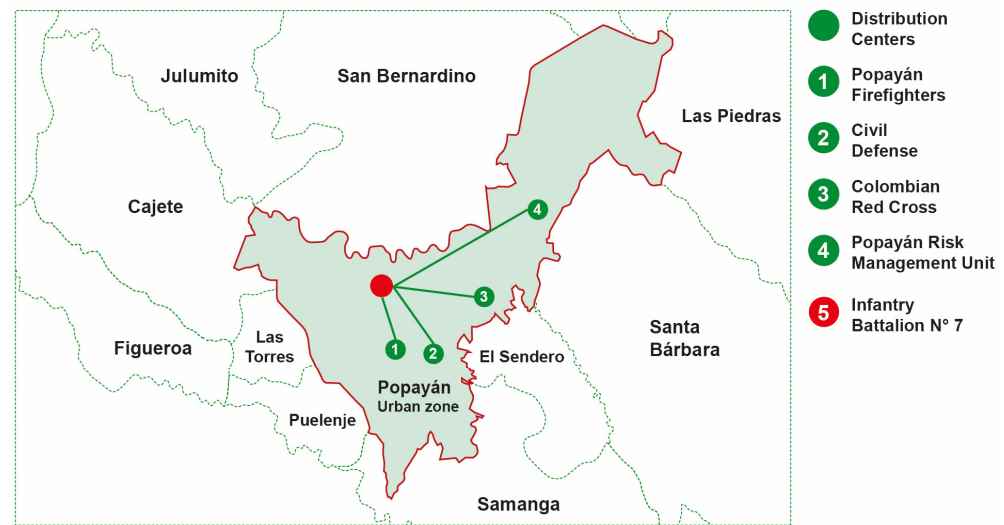 Julumito
San Bernardino
Las Piedras
Cajete
4
3
1
2
Las
Torres
Figueroa
El Sendero
Santa
Bárbara
Popayán
Urban zone
Puelenje
Samanga
Distribution
Centers
1
Popayán
Firefighters
2
Civil
Defense
3
Colombian
Red Cross
4
Popayán Risk
Management Unit
5
Infantry
Battalion N° 7